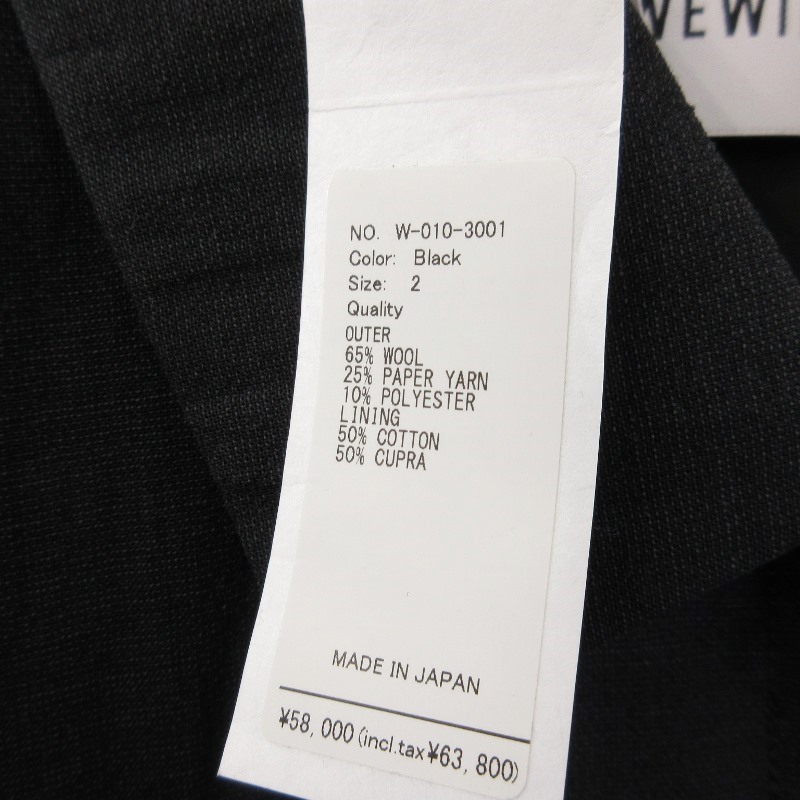 NO. W-010-3001
Color: Black
Size: 2
Quality
OUTER
65% WOOL
25% PAPER YARN
10% POLYESTER
LINING
50% COTTON
50% CUPRA
MADE IN JAPAN
¥58,000(incl.tax¥63,800)